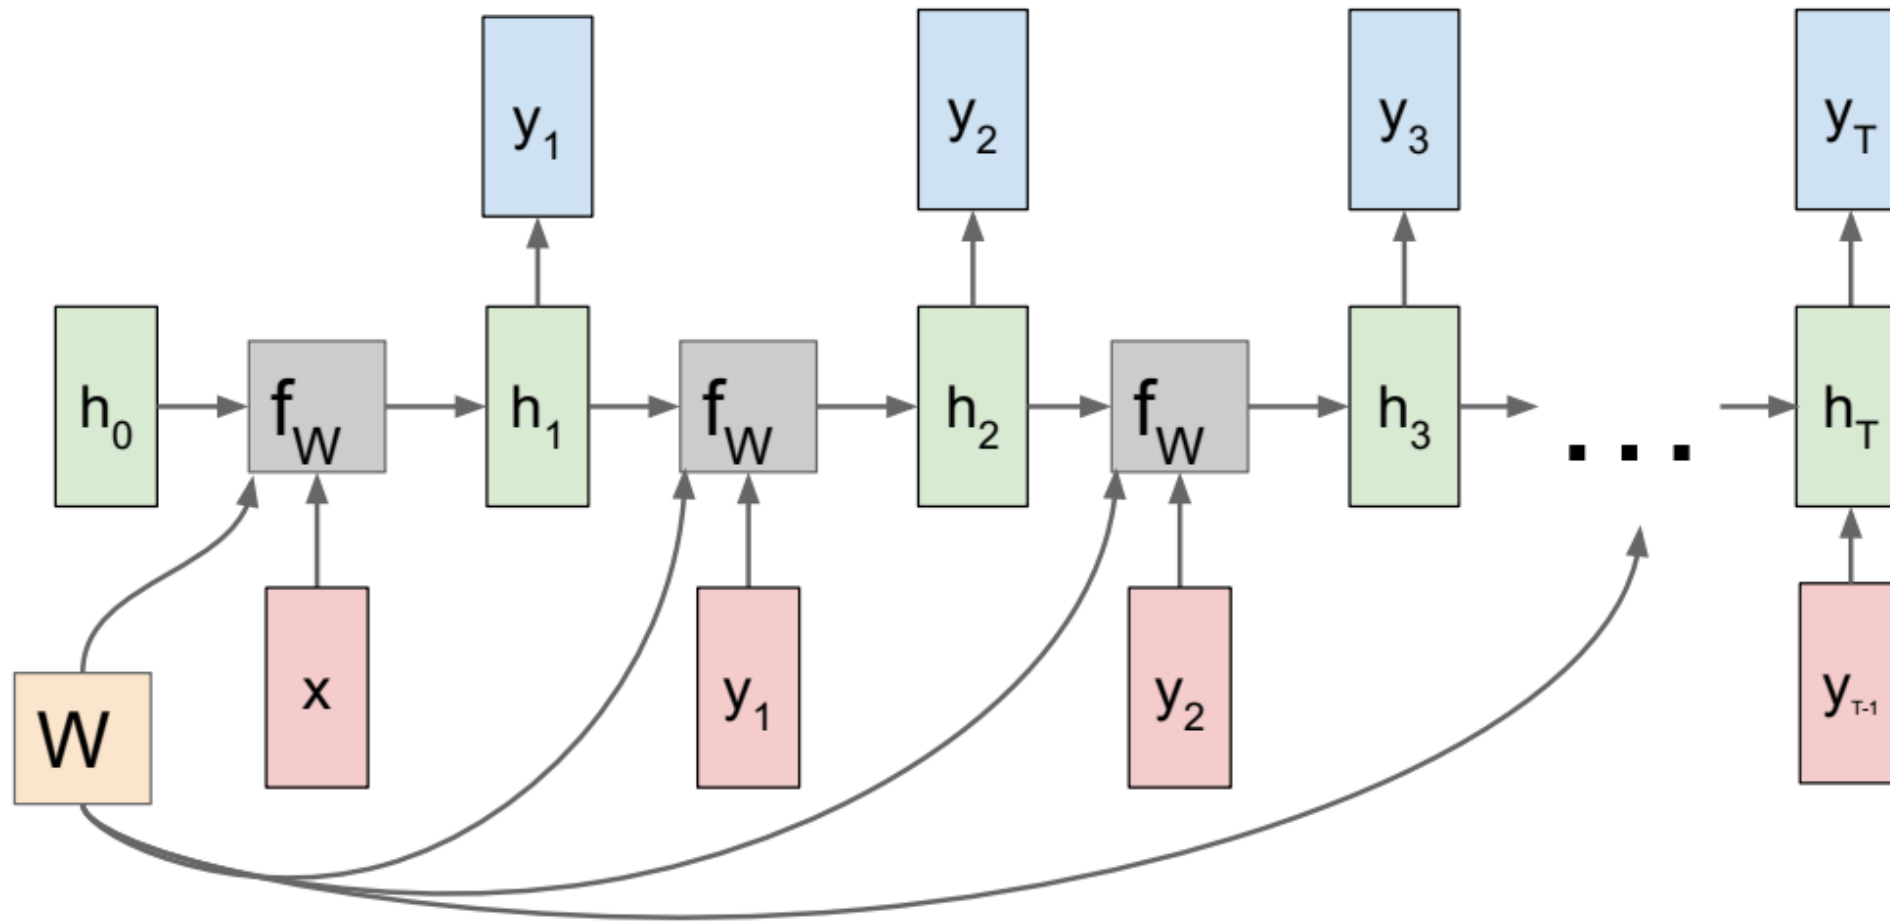 y1 y2 y3 yT
h0 fW h1 fW h2 fW h3 ... hT
x y1 y2 yT-1
W